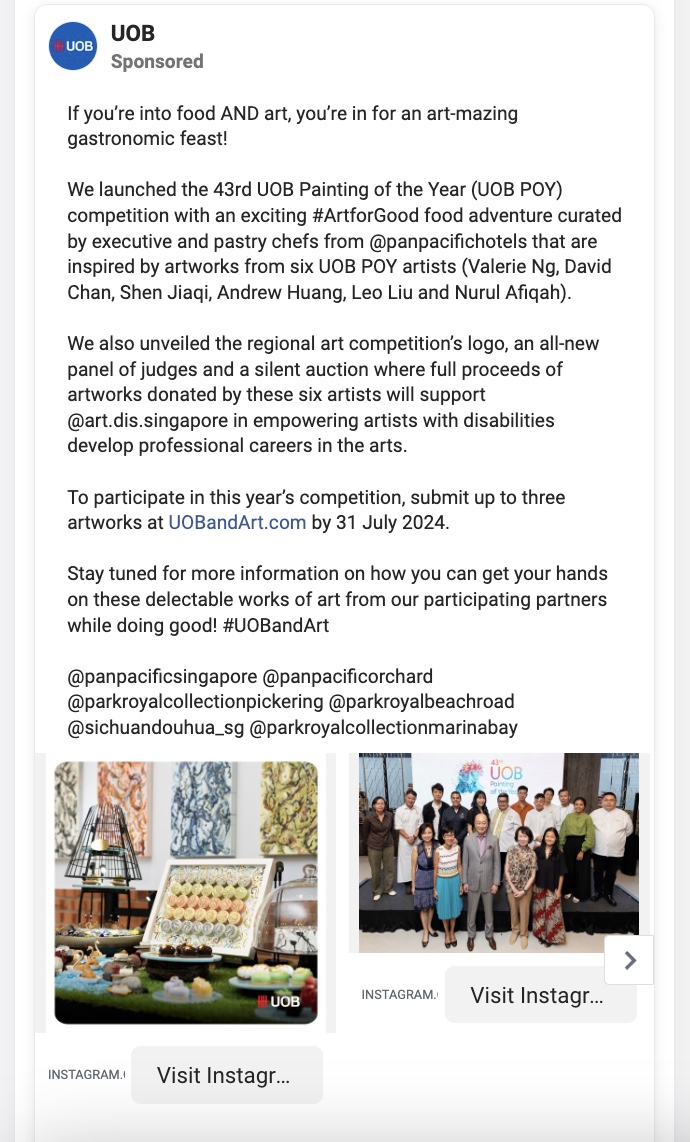 UOB
UOB
Sponsored
If you’re into food AND art, you’re in for an art-mazing
gastronomic feast!
We launched the 43rd UOB Painting of the Year (UOB POY)
competition with an exciting #ArtforGood food adventure curated
by executive and pastry chefs from @panpacifichotels that are
inspired by artworks from six UOB POY artists (Valerie Ng, David
Chan, Shen Jiaqi, Andrew Huang, Leo Liu and Nurul Afiqah).
We also unveiled the regional art competition’s logo, an all-new
panel of judges and a silent auction where full proceeds of
artworks donated by these six artists will support
@art.dis.singapore in empowering artists with disabilities
develop professional careers in the arts.
To participate in this year’s competition, submit up to three
artworks at UOBandArt.com by 31 July 2024.
Stay tuned for more information on how you can get your hands
on these delectable works of art from our participating partners
while doing good! #UOBandArt
@panpacificsingapore @panpacificorchard
@parkroyalcollectionpickering @parkroyalbeachroad
@sichuandouhua_sg @parkroyalcollectionmarinabay
43rd
UOB
Painting
of the Year
UOB
INSTAGRAM.
Visit Instagr...
INSTAGRAM.
Visit Instagr...